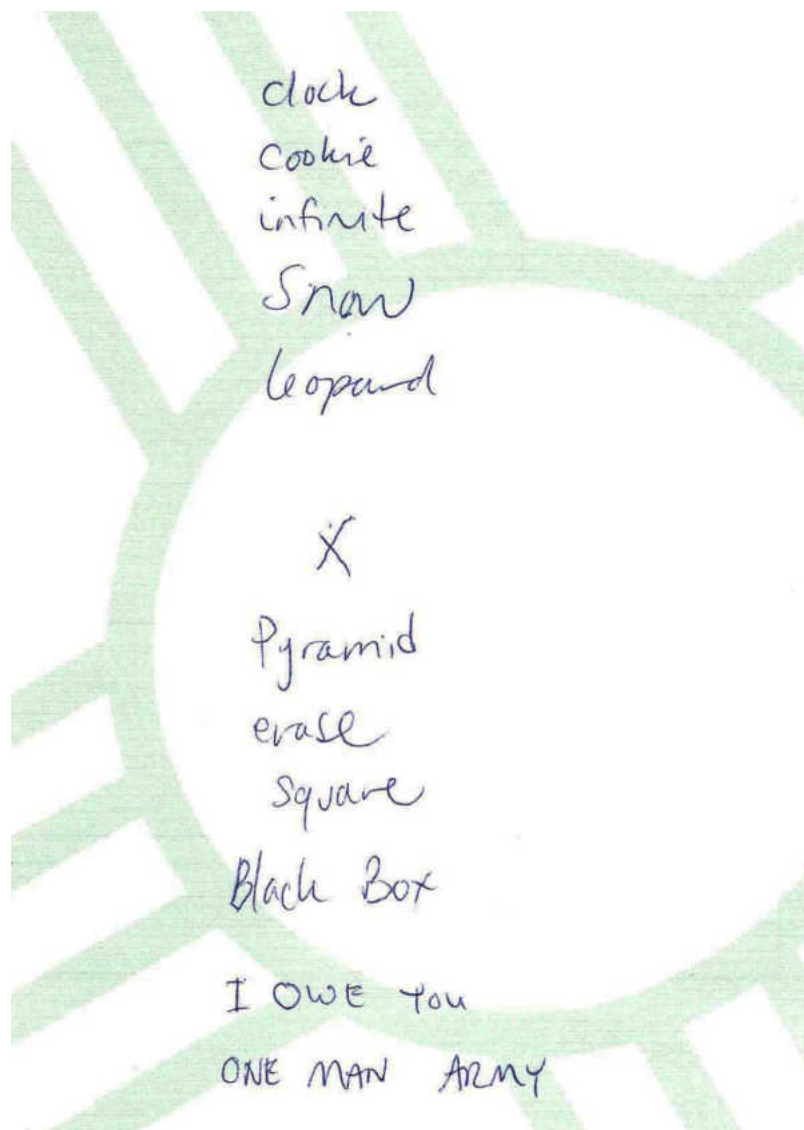 clock
cookie
infinite
Snow
leopard
X
Pyramid
erase
square
Black Box
I OWE You
ONE MAN ARMY